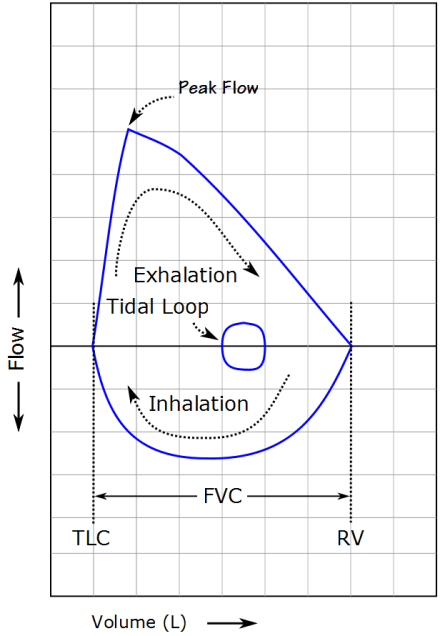 Peak Flow
Exhalation
Tidal Loop
Flow
Inhalation
FVC
TLC
RV
Volume (L)